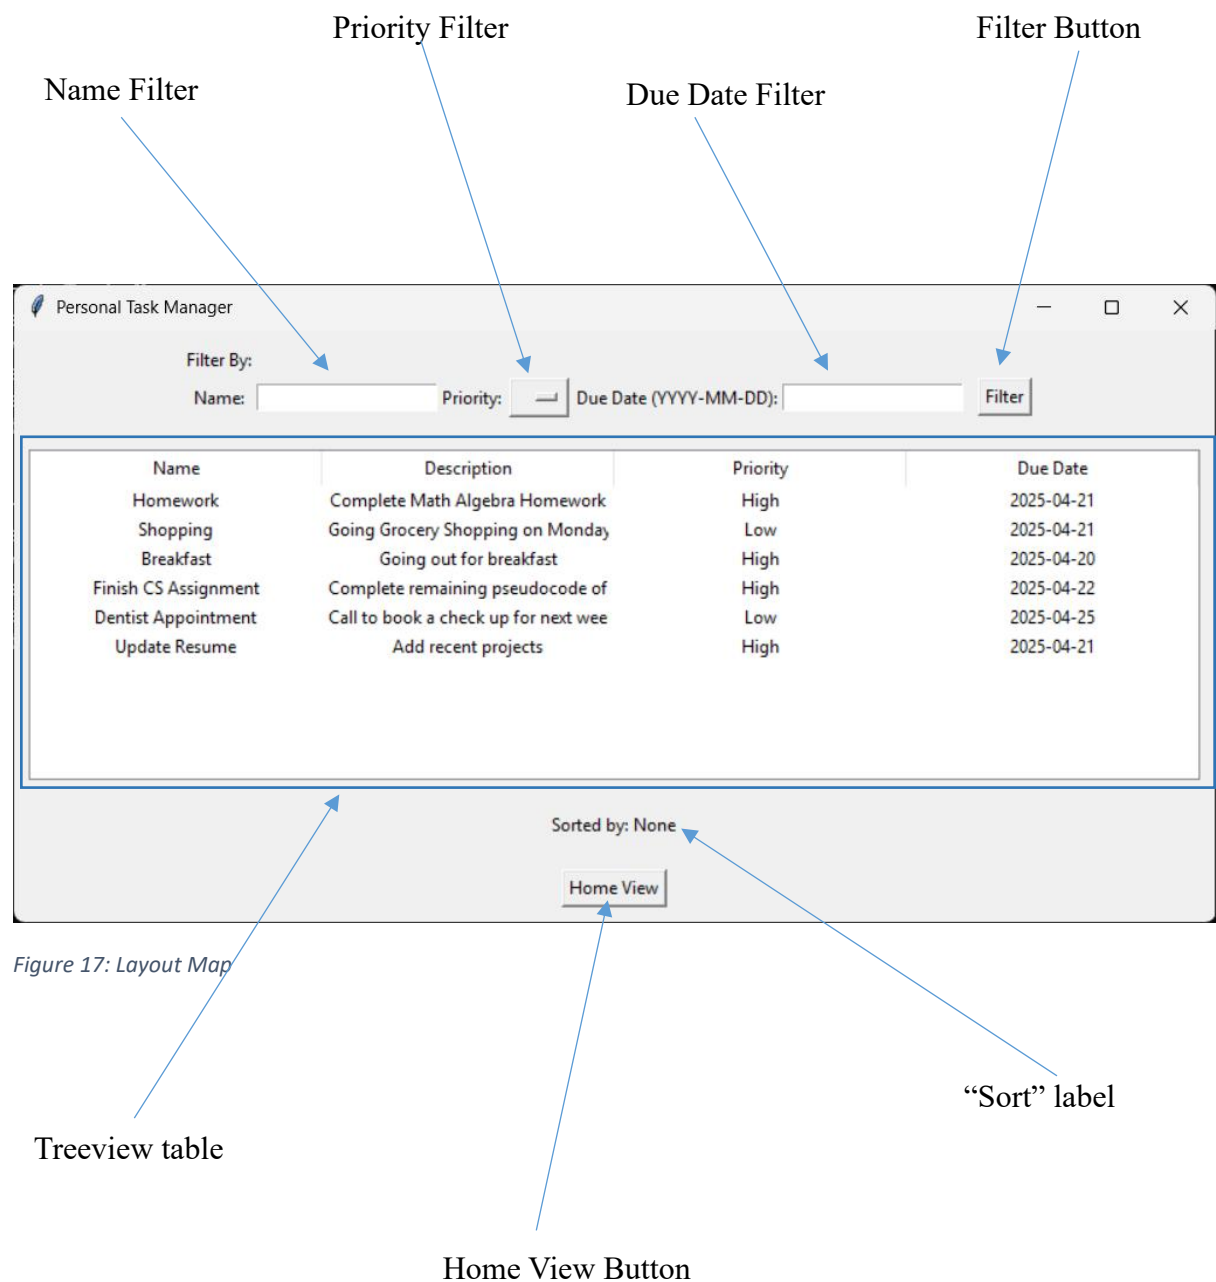 Priority Filter
Filter Button
Name Filter
Due Date Filter
Personal Task Manager
Filter By:
Name:
Priority:
Due Date (YYYY-MM-DD):
Filter
Name Description Priority Due Date
Homework Complete Math Algebra Homework High 2025-04-21
Shopping Going Grocery Shopping on Monday Low 2025-04-21
Breakfast Going out for breakfast High 2025-04-20
Finish CS Assignment Complete remaining pseudocode of High 2025-04-22
Dentist Appointment Call to book a check up for next wee Low 2025-04-25
Update Resume Add recent projects High 2025-04-21
Sorted by: None
Home View
Figure 17: Layout Map
“Sort” label
Treeview table
Home View Button